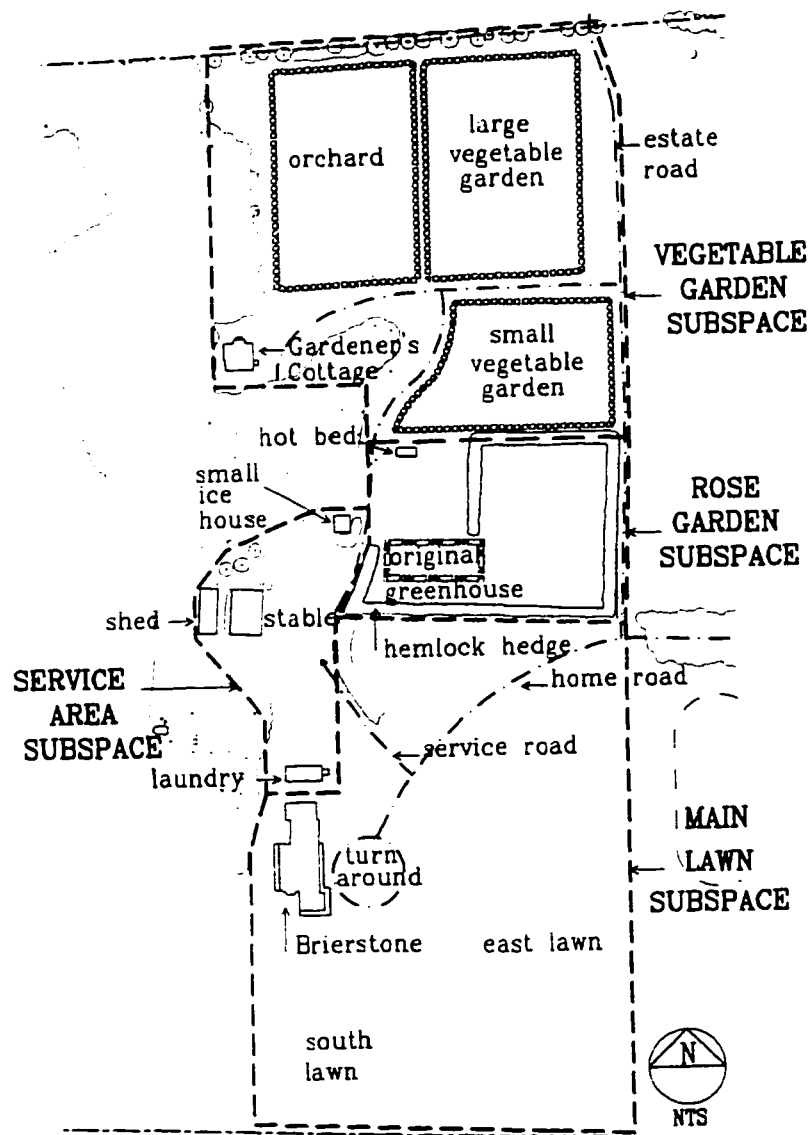 orchard
large
vegetable
garden
estate
road
VEGETABLE
GARDEN
SUBSPACE
Gardener's
Cottage
small
vegetable
garden
hot bed
small
ice
house
ROSE
GARDEN
SUBSPACE
original
greenhouse
shed
stable
hemlock hedge
SERVICE
AREA
SUBSPACE
home road
service road
laundry
MAIN
LAWN
SUBSPACE
turn
around
Brierstone
east lawn
south
lawn
N
NTS